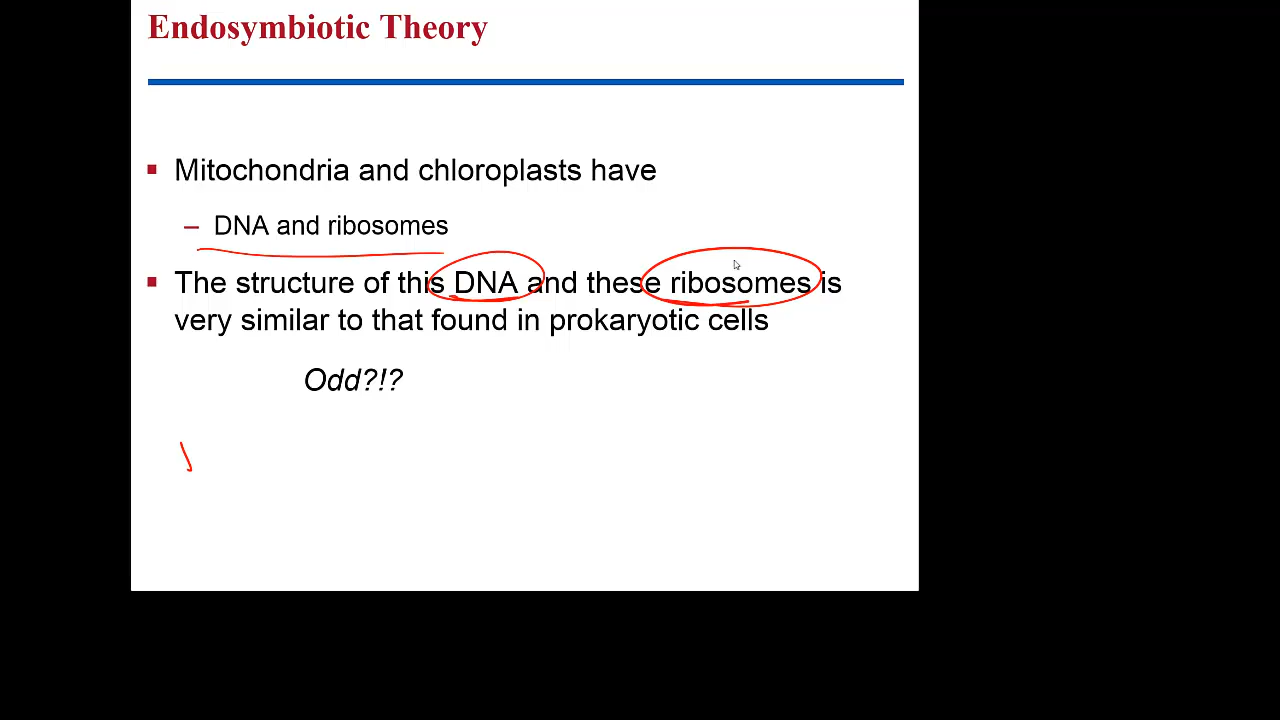 Endosymbiotic Theory
▪ Mitochondria and chloroplasts have
– DNA and ribosomes
▪ The structure of this DNA and these ribosomes is
very similar to that found in prokaryotic cells
Odd?!?